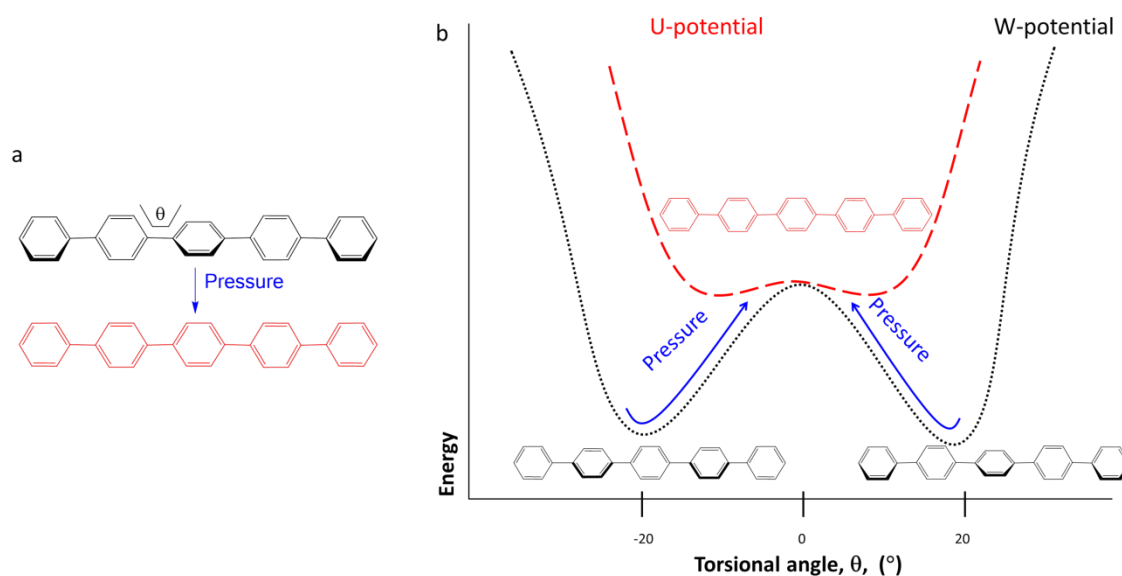 b
U-potential
W-potential
a
θ
Pressure
Pressure
Pressure
Energy
-20
0
20
Torsional angle, θ, (°)